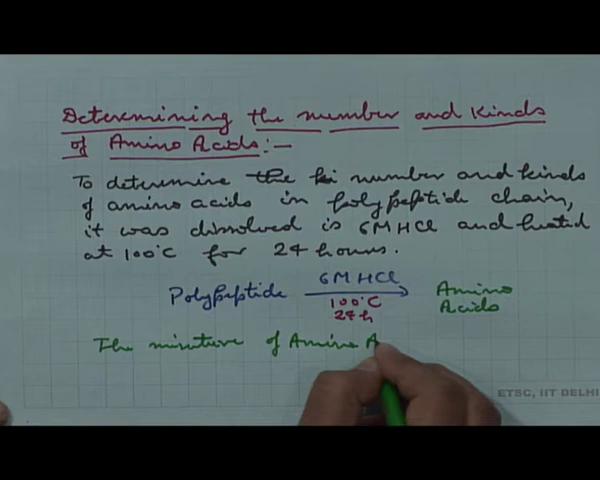 Determining the number and Kinds
of Amino Acids:-
To determine the ki number and kinds
of amino acids in polypeptide chain,
it was dissolved is 6M HCl and heated
at 100°C for 24 hours.
Polypeptide 6M HCl 100°C 24 h Amino Acids
The mixture of Amino A
ETSC, IIT DELHI